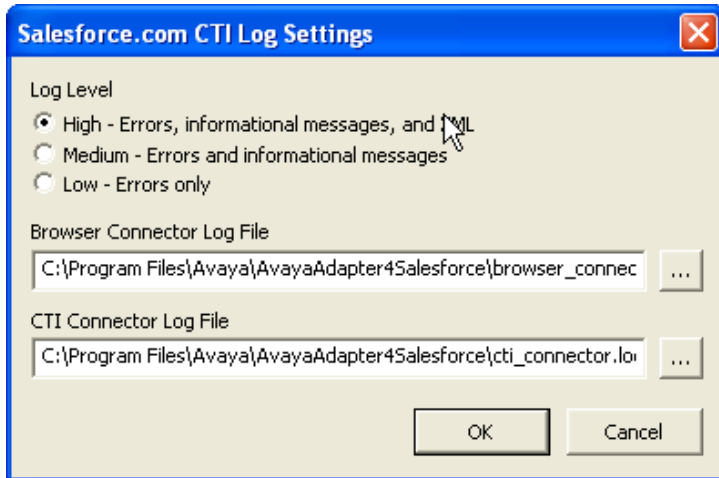 Salesforce.com CTI Log Settings
Log Level
High - Errors, informational messages, and XML
Medium - Errors and informational messages
Low - Errors only
Browser Connector Log File
C:\Program Files\Avaya\AvayaAdapter4Salesforce\browser_connec
...
CTI Connector Log File
C:\Program Files\Avaya\AvayaAdapter4Salesforce\cti_connector.lo
...
OK Cancel